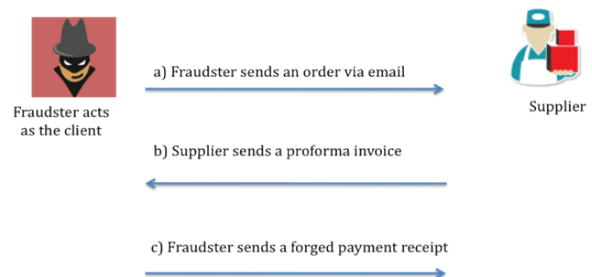 a) Fraudster sends an order via email
Fraudster acts
as the client
Supplier
b) Supplier sends a proforma invoice
c) Fraudster sends a forged payment receipt